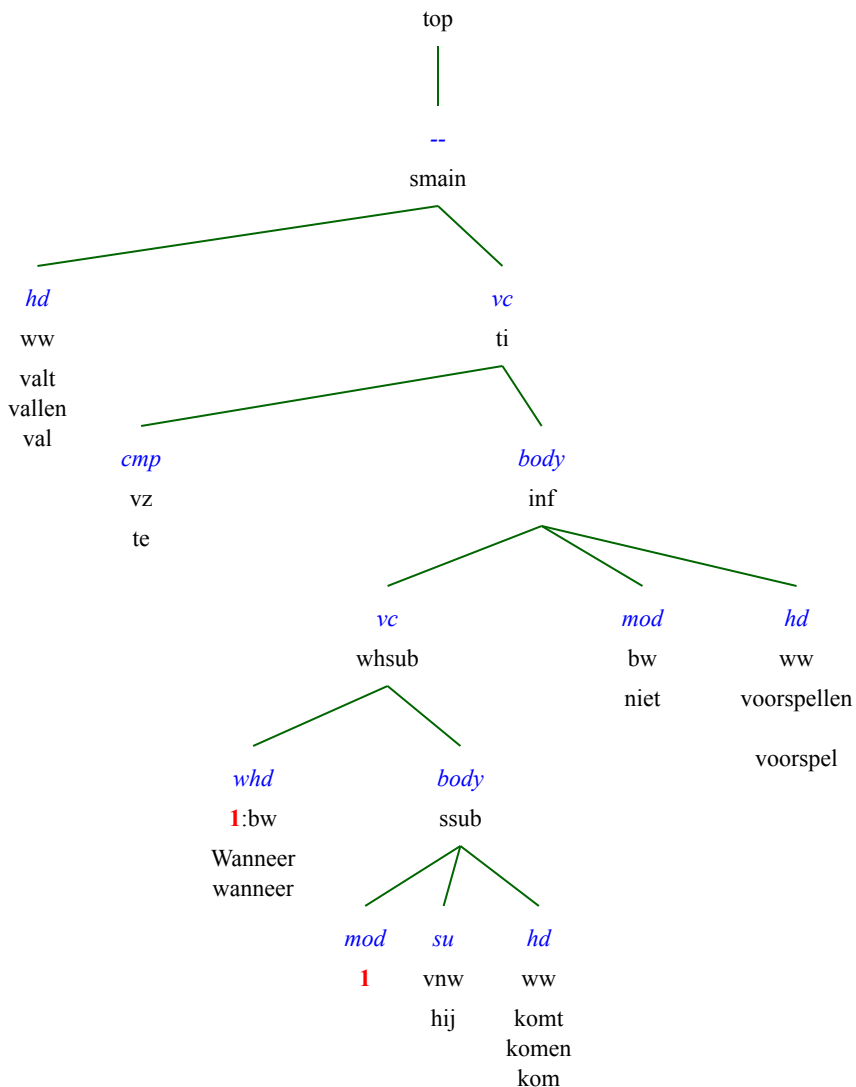 top
--
smain
hd vc
ww ti
valt
vallen
val
cmp body
vz inf
te
vc mod hd
whsub bw ww
niet voorspellen
voorspel
whd body
1:bw ssub
Wanneer
wanneer
mod su hd
1 vnw ww
hij komt
komen
kom